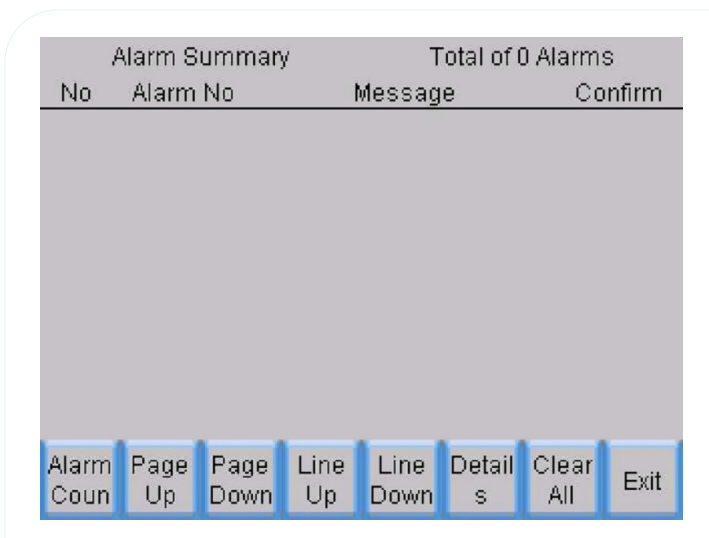 Alarm Summary Total of 0 Alarms
No Alarm No Message Confirm
Alarm Page Page Line Line Detail Clear Exit
Coun Up Down Up Down s All